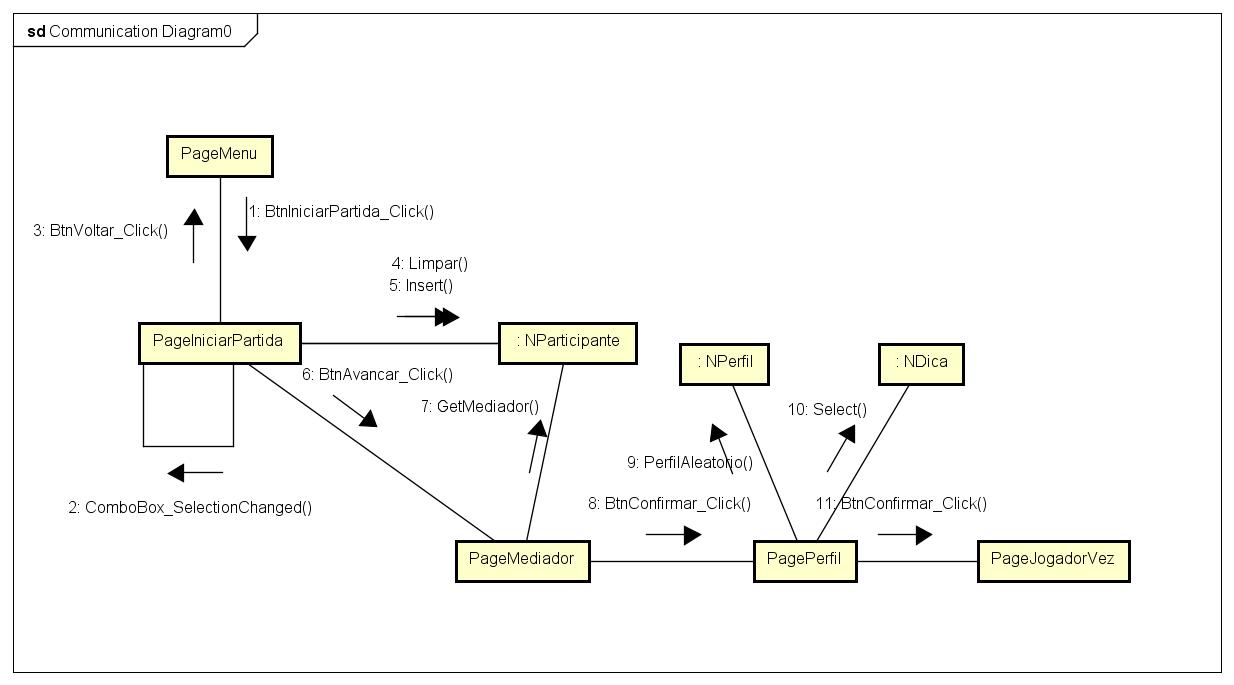 sd Communication Diagram0
PageMenu
1: BtnIniciarPartida_Click()
3: BtnVoltar_Click()
4: Limpar()
5: Insert()
PageIniciarPartida
: NParticipante
: NPerfil
: NDica
6: BtnAvancar_Click()
7: GetMediador()
10: Select()
9: PerfilAleatorio()
2: ComboBox_SelectionChanged()
8: BtnConfirmar_Click()
11: BtnConfirmar_Click()
PageMediador
PagePerfil
PageJogadorVez